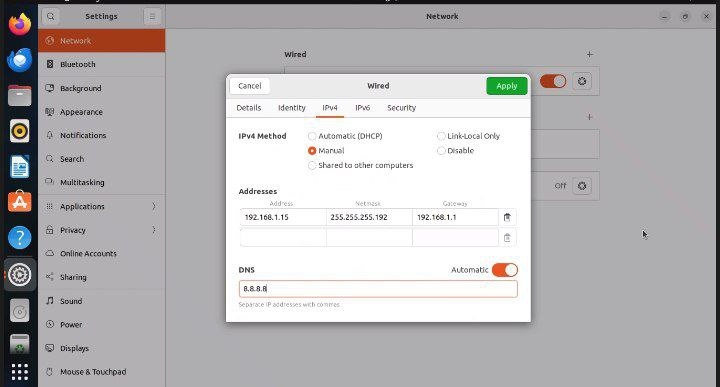 Settings
Network
Network
Bluetooth
Background
Appearance
Notifications
Search
Multitasking
Applications
Privacy
Online Accounts
Sharing
Sound
Power
Displays
Mouse & Touchpad
Wired
Off
Cancel
Wired
Apply
Details
Identity
IPv4
IPv6
Security
IPv4 Method
Automatic (DHCP)
Link-Local Only
Manual
Disable
Shared to other computers
Addresses
Address
Netmask
Gateway
192.168.1.15
255.255.255.192
192.168.1.1
DNS
Automatic
8.8.8.8
Separate IP addresses with commas